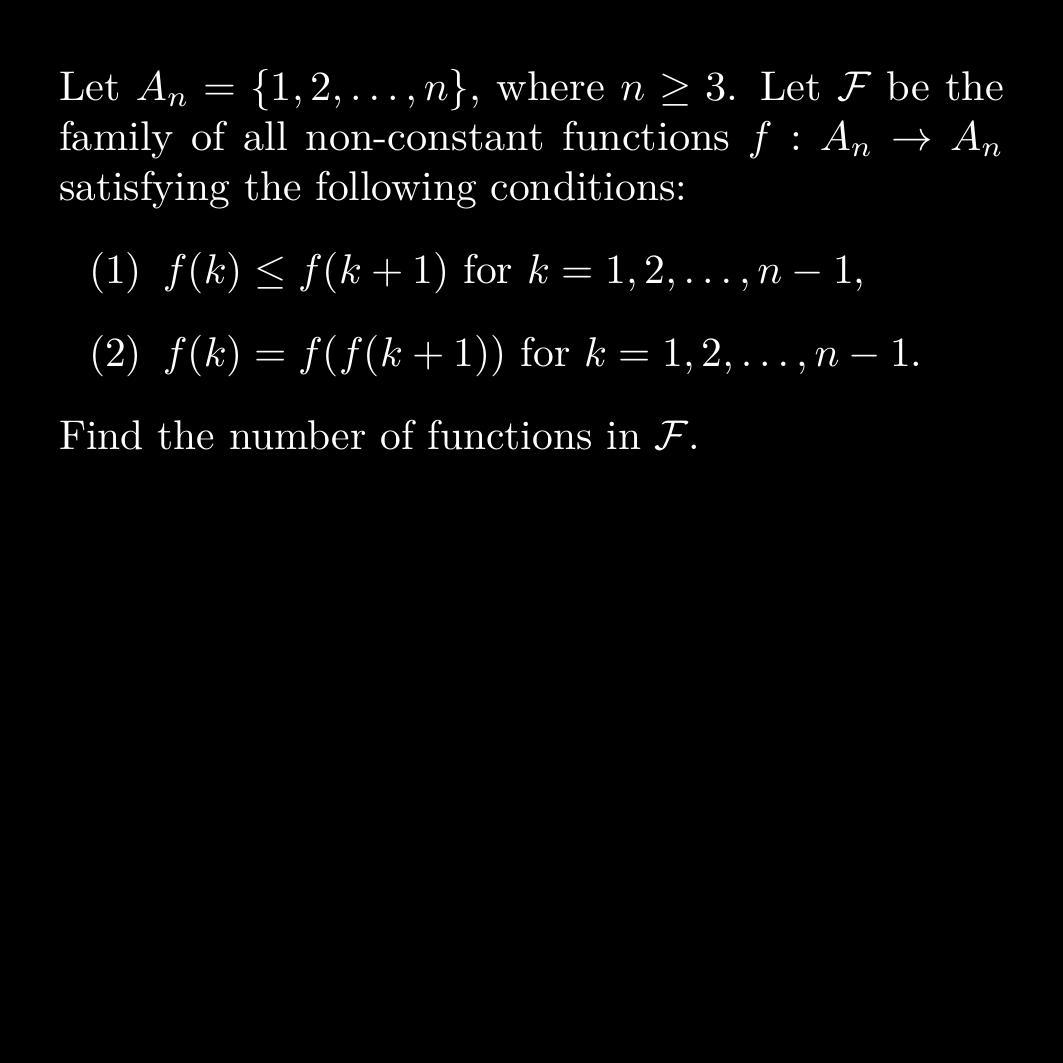 Let $A_n = \{1, 2, \ldots, n\}$, where $n \geq 3$. Let $\mathcal{F}$ be the
family of all non-constant functions $f : A_n \to A_n$
satisfying the following conditions:
(1) $f(k) \leq f(k+1)$ for $k = 1, 2, \ldots, n-1$,
(2) $f(k) = f(f(k+1))$ for $k = 1, 2, \ldots, n-1$.
Find the number of functions in $\mathcal{F}$.